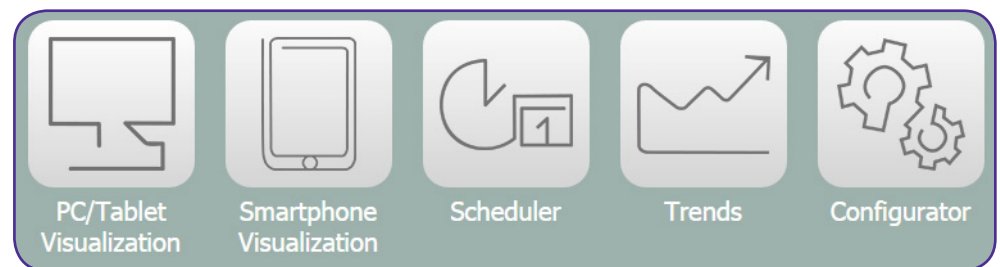 1
PC/Tablet
Visualization
Smartphone
Visualization
Scheduler
Trends
Configurator